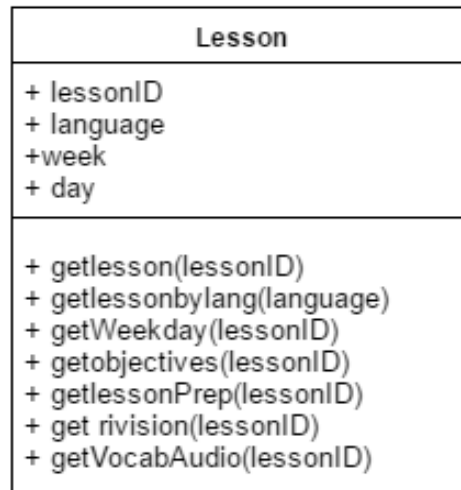 Lesson
+ lessonID
+ language
+week
+ day
+ getlesson(lessonID)
+ getlessonbylang(language)
+ getWeekday(lessonID)
+ getobjectives(lessonID)
+ getlessonPrep(lessonID)
+ get rivision(lessonID)
+ getVocabAudio(lessonID)